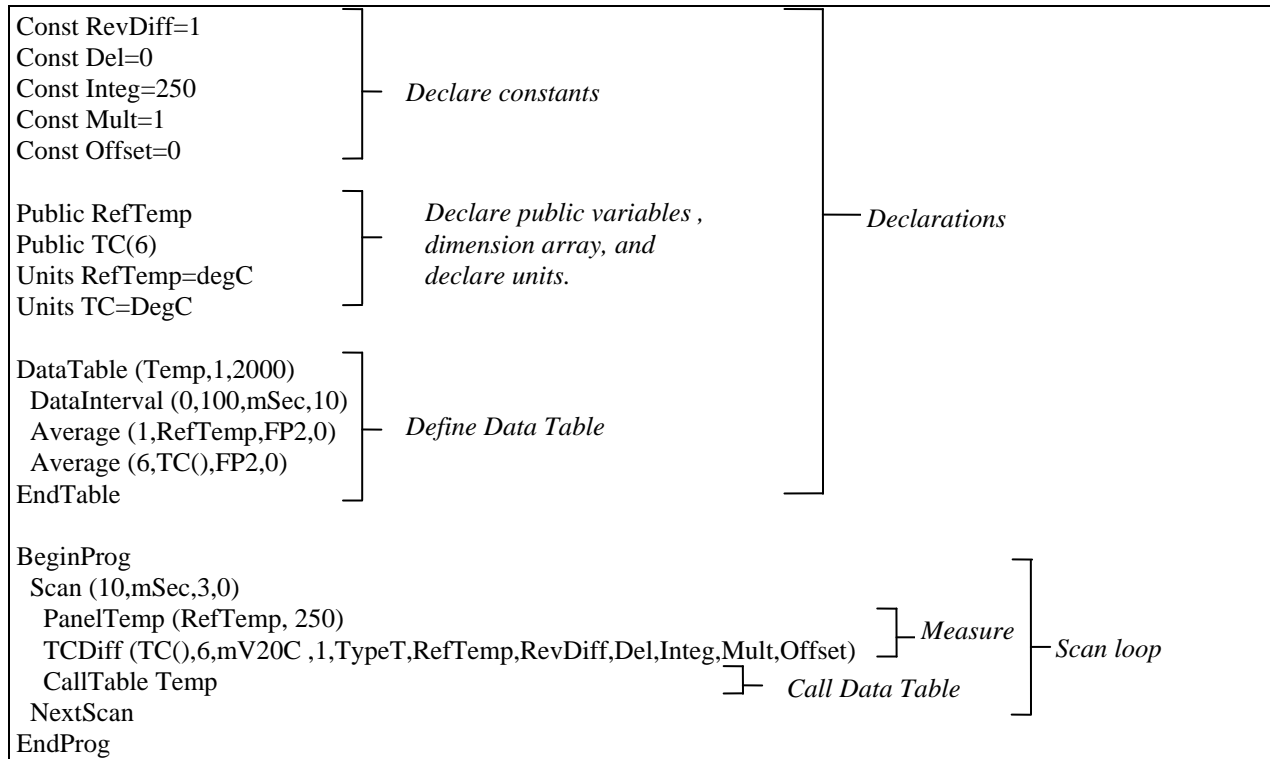 Const RevDiff=1
Const Del=0
Const Integ=250
Const Mult=1
Const Offset=0
Declare constants
Public RefTemp
Public TC(6)
Units RefTemp=degC
Units TC=DegC
Declare public variables ,
dimension array, and
declare units.
Declarations
DataTable (Temp,1,2000)
DataInterval (0,100,mSec,10)
Average (1,RefTemp,FP2,0)
Average (6,TC(),FP2,0)
EndTable
Define Data Table
BeginProg
Scan (10,mSec,3,0)
PanelTemp (RefTemp, 250)
TCDiff (TC(),6,mV20C ,1,TypeT,RefTemp,RevDiff,Del,Integ,Mult,Offset)
Measure
Scan loop
CallTable Temp
Call Data Table
NextScan
EndProg